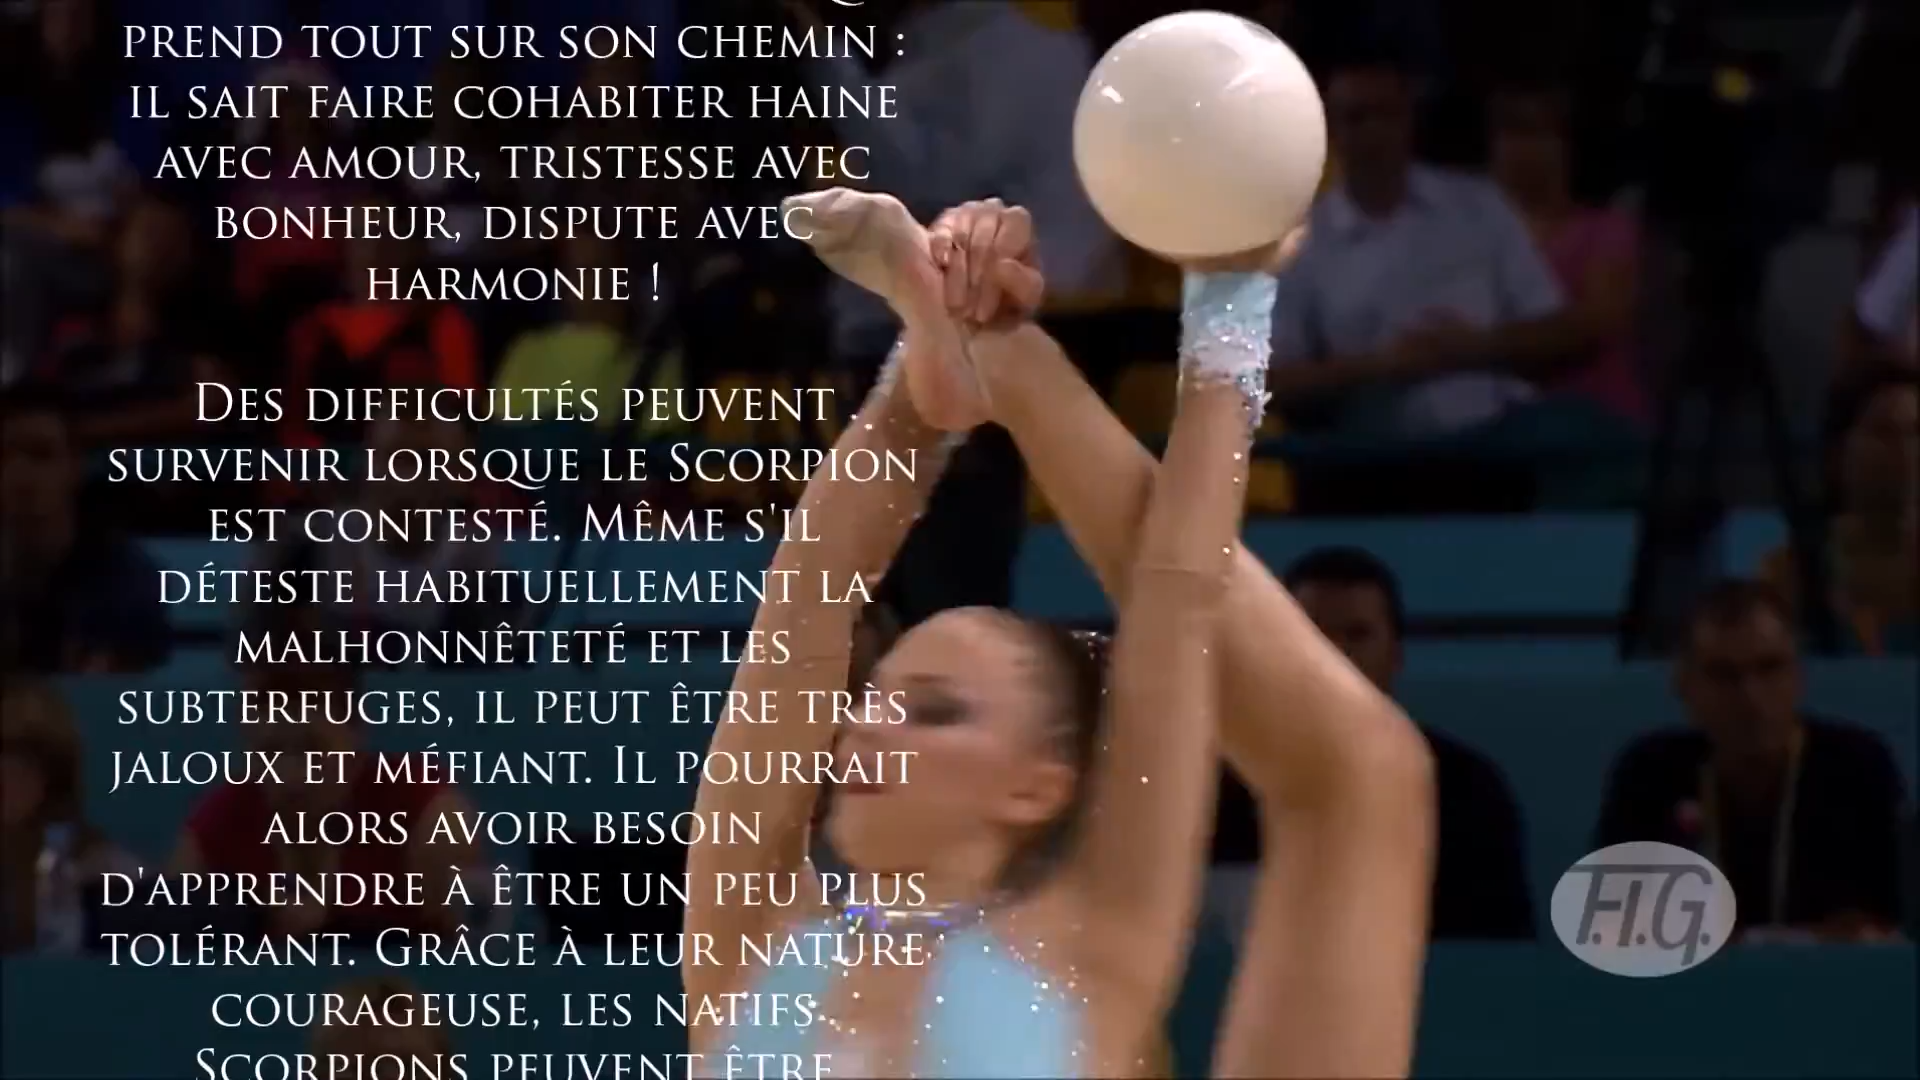 PREND TOUT SUR SON CHEMIN :
IL SAIT FAIRE COHABITER HAINE
AVEC AMOUR, TRISTESSE AVEC
BONHEUR, DISPUTE AVEC
HARMONIE !
DES DIFFICULTÉS PEUVENT
SURVENIR LORSQUE LE SCORPION
EST CONTESTÉ. MÊME S'IL
DÉTESTE HABITUELLEMENT LA
MALHONNÊTETÉ ET LES
SUBTERFUGES, IL PEUT ÊTRE TRÈS
JALOUX ET MÉFIANT. IL POURRAIT
ALORS AVOIR BESOIN
D'APPRENDRE À ÊTRE UN PEU PLUS
TOLÉRANT. GRÂCE À LEUR NATURE
COURAGEUSE, LES NATIFS
SCORPIONS PEUVENT ÊTRE
F.I.G.